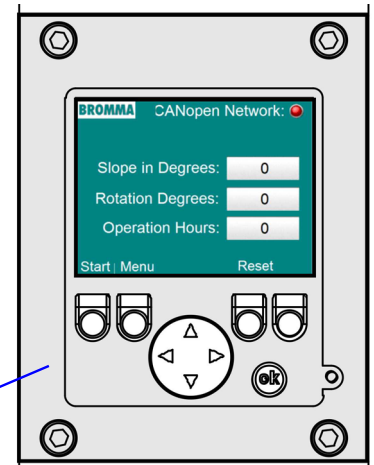 BROMMA CANopen Network:
Slope in Degrees: 0
Rotation Degrees: 0
Operation Hours: 0
Start | Menu Reset
ok